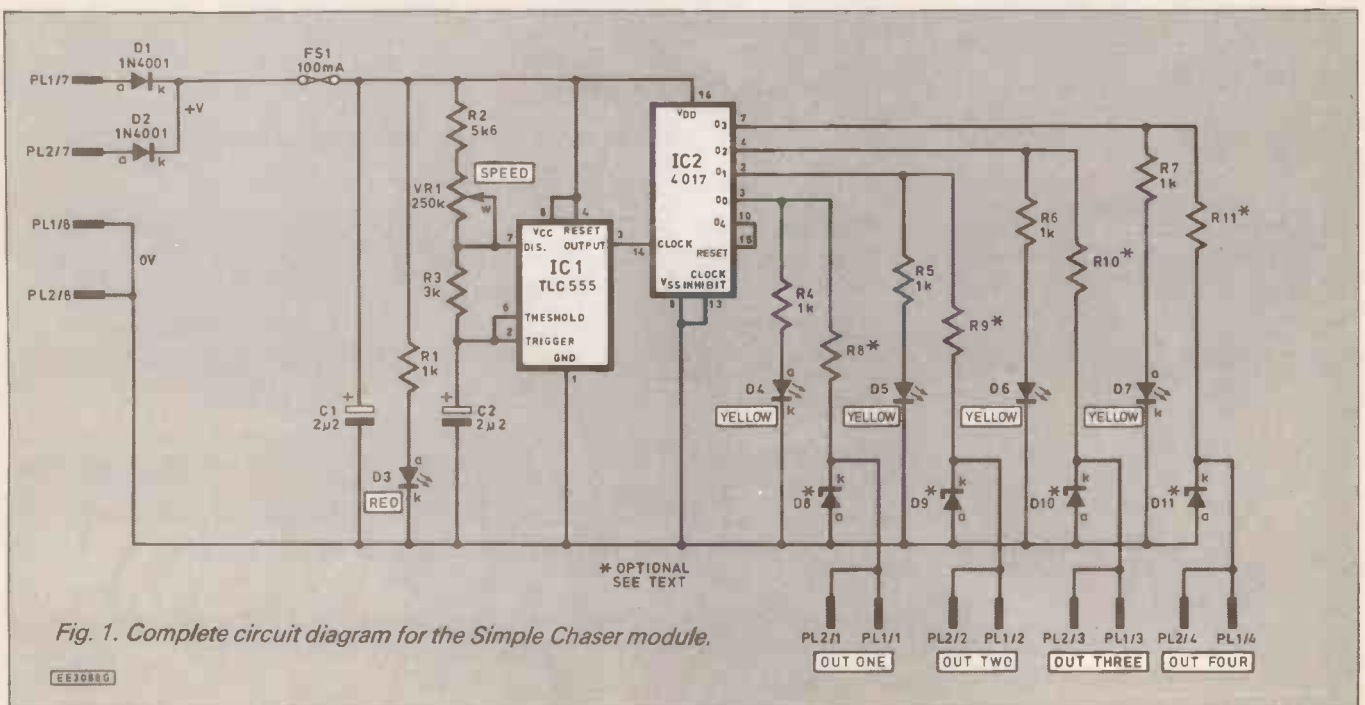 D1
1N4001
PL1/7
a
k
+V
D2
1N4001
PL2/7
a
k
FS1
100mA
PL1/8
0V
PL2/8
R2
5k6
SPEED
VR1
250k
w
R3
3k
R1
1k
+
C1
2µ2
+
C2
2µ2
a
D3
k
RED
8
4
VCC RESET
7
DIS. OUTPUT
3
IC1
TLC555
6
THESHOLD
2
TRIGGER
GND
1
16
VDD
03
7
IC2
4017
02
4
01
2
00
3
04
10
RESET
15
14
CLOCK
CLOCK
VSS INHIBIT
8
13
R4
1k
R8*
R5
1k
R9*
R6
1k
R10*
R7
1k
R11*
D4
a
k
YELLOW
D5
YELLOW
D6
YELLOW
a
D7
k
YELLOW
*
D8
k
a
*
D9
k
a
*
D10
k
a
*
D11
k
a
* OPTIONAL
SEE TEXT
PL2/1 PL1/1
OUT ONE
PL2/2 PL1/2
OUT TWO
PL2/3 PL1/3
OUT THREE
PL2/4 PL1/4
OUT FOUR
Fig. 1. Complete circuit diagram for the Simple Chaser module.
EE3088G